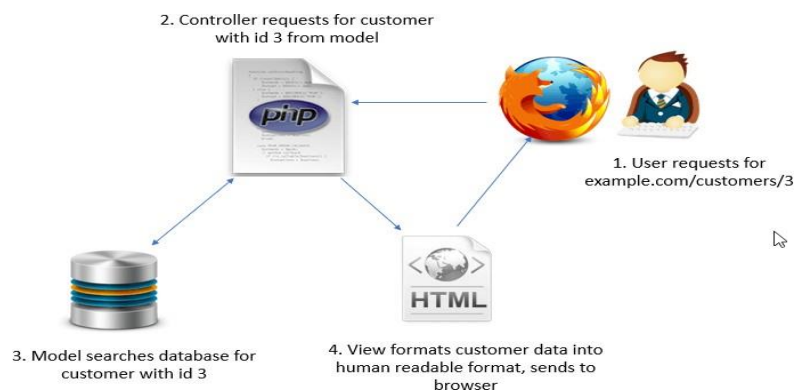 2. Controller requests for customer
with id 3 from model
php
1. User requests for
example.com/customers/3
HTML
3. Model searches database for
customer with id 3
4. View formats customer data into
human readable format, sends to
browser